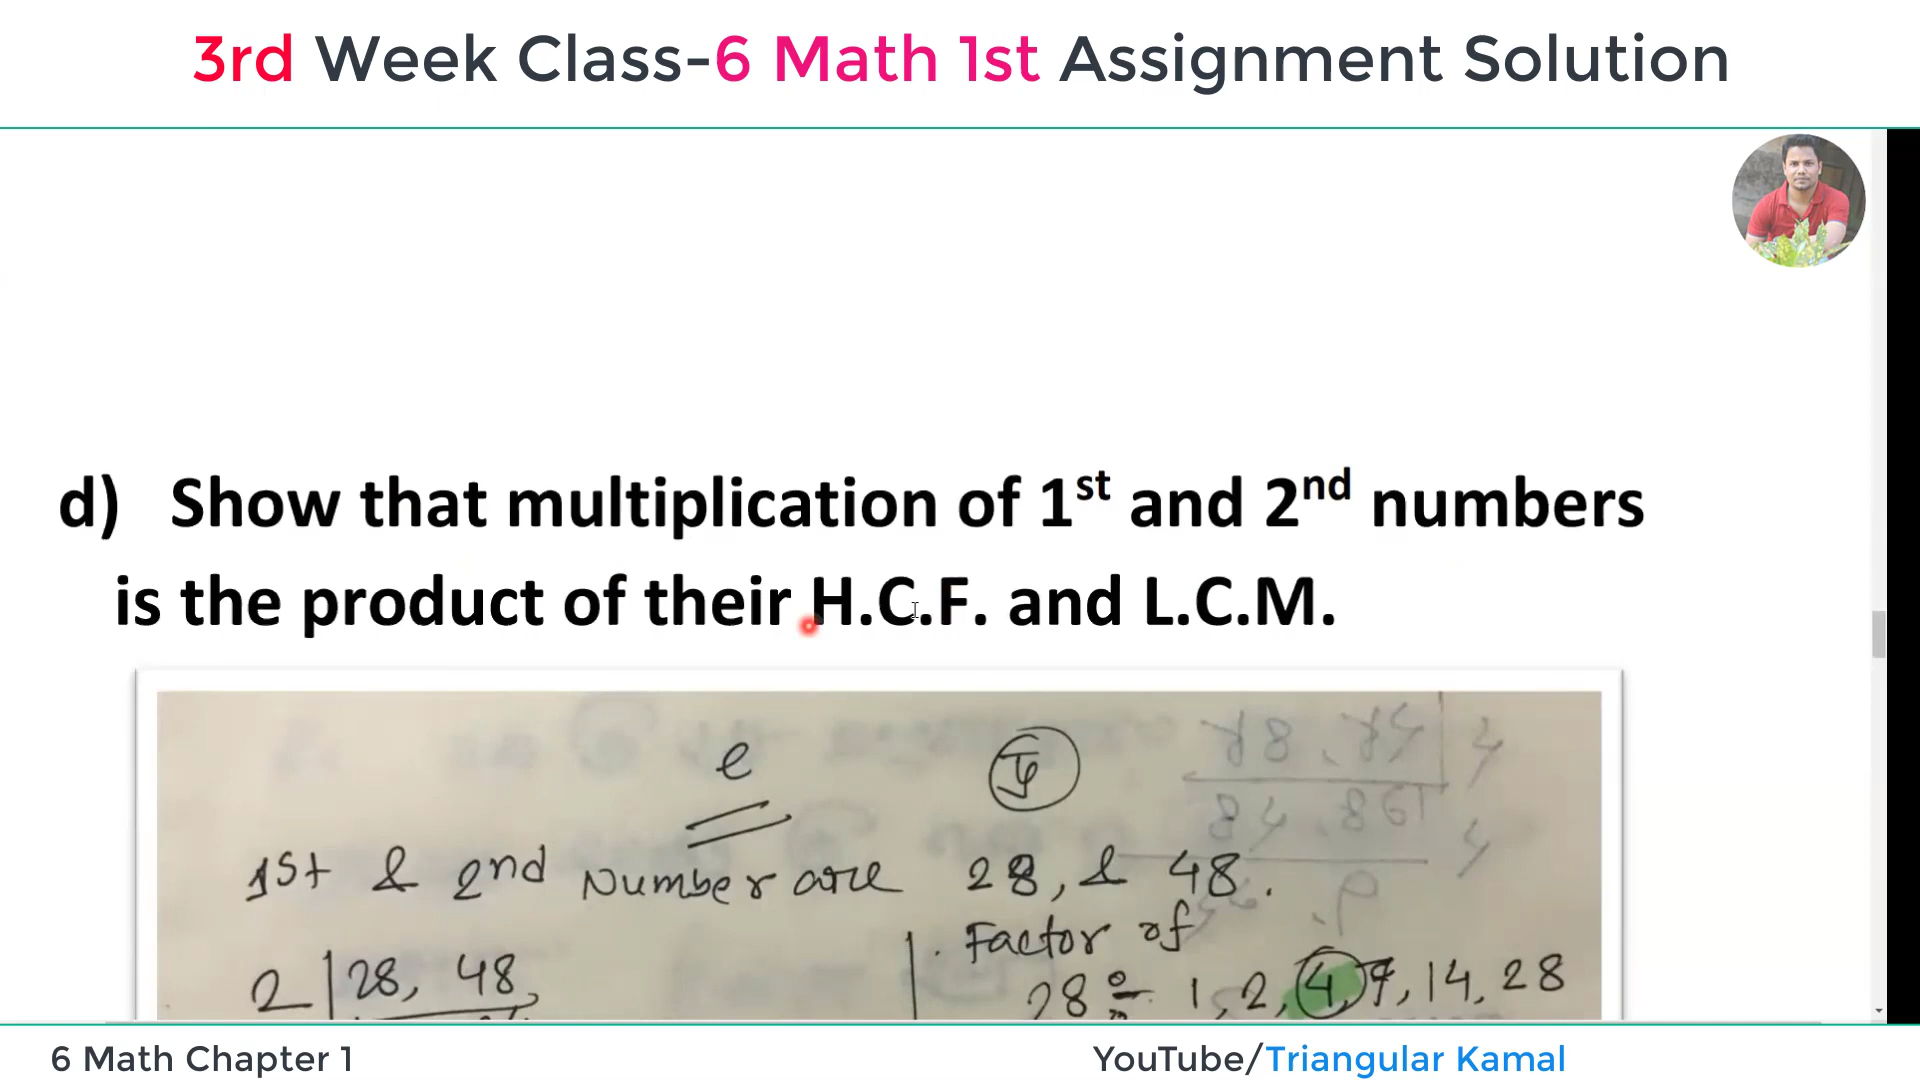 3rd Week Class-6 Math 1st Assignment Solution
d) Show that multiplication of 1st and 2nd numbers
is the product of their H.C.F. and L.C.M.
e
1st & 2nd Number are 28, & 48.
Factor of
2 | 28, 48,
28 = 1, 2, 4, 7, 14, 28
6 Math Chapter 1
YouTube/Triangular Kamal